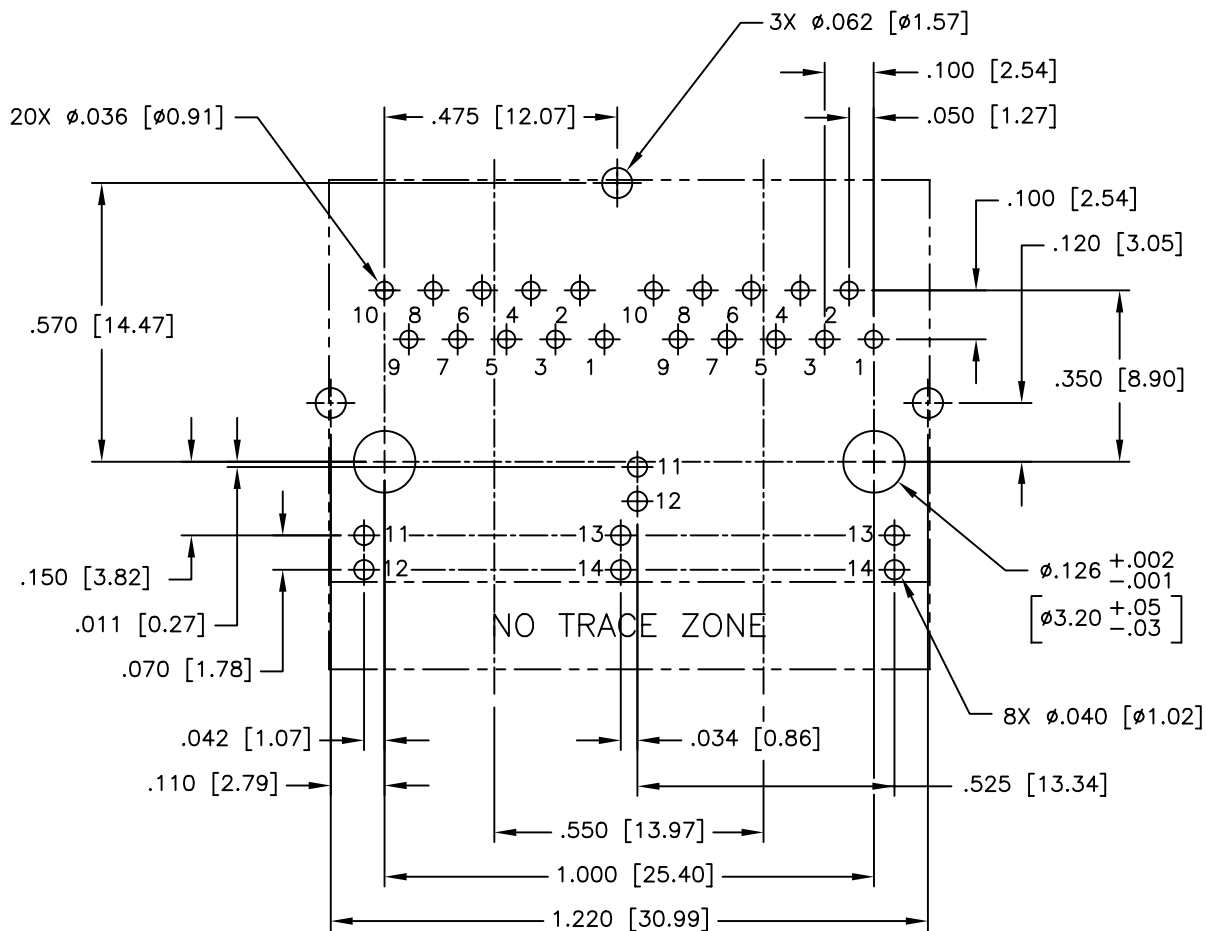 3X ø.062 [ø1.57]
.100 [2.54]
20X ø.036 [ø0.91]
.475 [12.07]
.050 [1.27]
.100 [2.54]
.120 [3.05]
10 8 6 4 2 10 8 6 4 2
.570 [14.47]
9 7 5 3 1 9 7 5 3 1
.350 [8.90]
11
12
11 13 13
12 14 14
ø.126 +.002 -.001
[ø3.20 +.05 -.03]
.150 [3.82]
.011 [0.27]
NO TRACE ZONE
.070 [1.78]
8X ø.040 [ø1.02]
.042 [1.07]
.034 [0.86]
.110 [2.79]
.525 [13.34]
.550 [13.97]
1.000 [25.40]
1.220 [30.99]